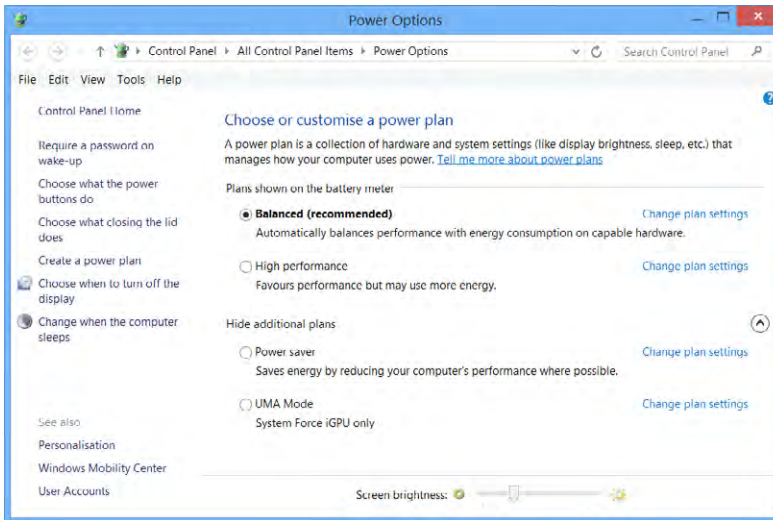 Power Options
Control Panel ▸ All Control Panel Items ▸ Power Options
Search Control Panel
File Edit View Tools Help
Control Panel Home
Require a password on
wake-up
Choose what the power
buttons do
Choose what closing the lid
does
Create a power plan
Choose when to turn off the
display
Change when the computer
sleeps
See also
Personalisation
Windows Mobility Center
User Accounts
Choose or customise a power plan
A power plan is a collection of hardware and system settings (like display brightness, sleep, etc.) that
manages how your computer uses power. Tell me more about power plans
Plans shown on the battery meter
Balanced (recommended) Change plan settings
Automatically balances performance with energy consumption on capable hardware.
High performance Change plan settings
Favours performance but may use more energy.
Hide additional plans
Power saver Change plan settings
Saves energy by reducing your computer's performance where possible.
UMA Mode Change plan settings
System Force iGPU only
Screen brightness: